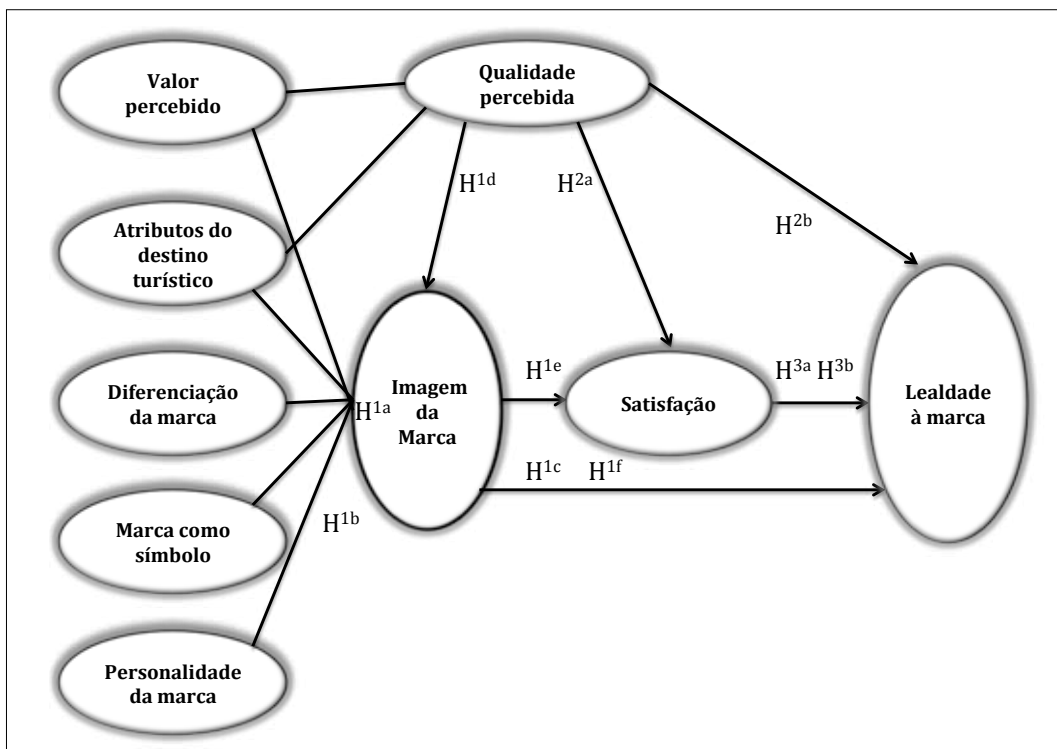 Valor
percebido
Qualidade
percebida
H1d
H2a
H2b
Atributos do
destino
turístico
Diferenciação
da marca
H1a
Imagem
da
Marca
H1e
Satisfação
H3a H3b
Lealdade
à marca
H1c H1f
Marca como
símbolo
H1b
Personalidade
da marca